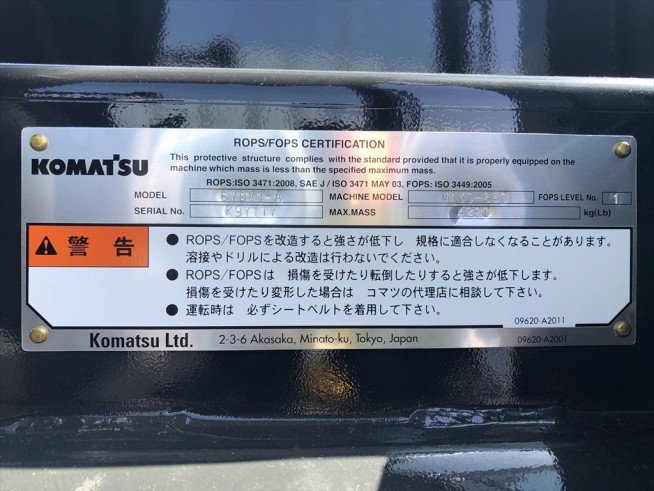 ROPS/FOPS CERTIFICATION
KOMATSU
This protective structure complies with the standard provided that it is properly equipped on the
machine which mass is less than the specified maximum mass.
ROPS:ISO 3471:2008, SAE J / ISO 3471 MAY 03, FOPS: ISO 3449:2005
MODEL MACHINE MODEL FOPS LEVEL No. 1
SERIAL No. MAX.MASS kg(Lb)
警告
● ROPS/FOPSを改造すると強さが低下し 規格に適合しなくなることがあります。
溶接やドリルによる改造は行わないでください。
● ROPS/FOPSは 損傷を受けたり転倒したりすると強さが低下します。
損傷を受けたり変形した場合は コマツの代理店に相談して下さい。
● 運転時は 必ずシートベルトを着用して下さい。
09620-A2011
Komatsu Ltd. 2-3-6 Akasaka, Minato-ku, Tokyo, Japan 09620-A2001